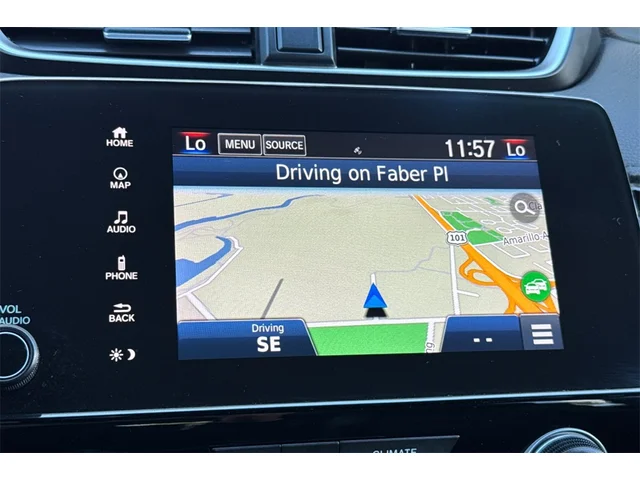 HOME
MAP
AUDIO
PHONE
BACK
VOL
AUDIO
Lo MENU SOURCE 11:57 Lo
Driving on Faber Pl
101
Amarillo A
Driving
SE
--
CLIMATE